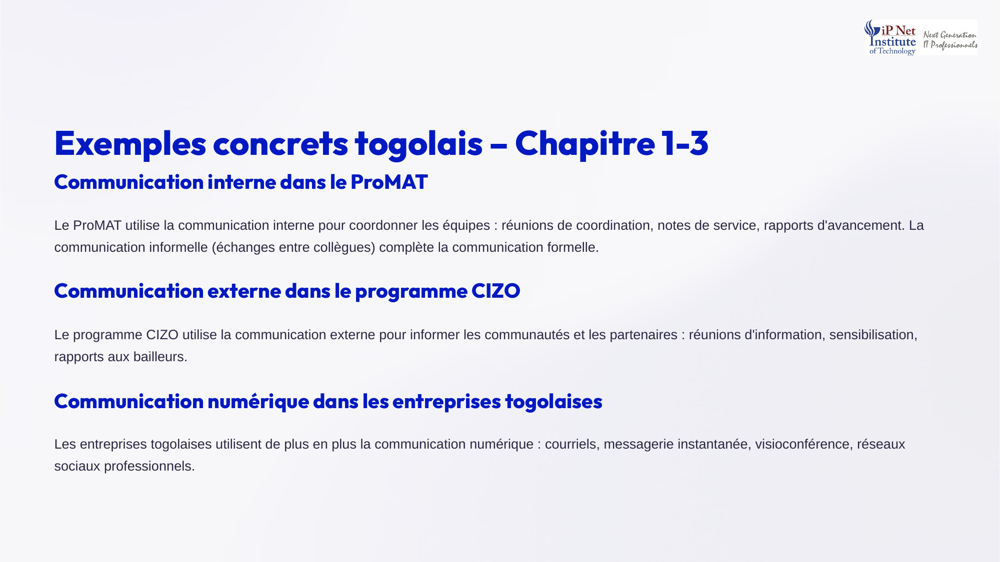 iP Net
Institute
of Technology
Next Generation
IT Professionnels
Exemples concrets togolais – Chapitre 1-3
Communication interne dans le ProMAT
Le ProMAT utilise la communication interne pour coordonner les équipes : réunions de coordination, notes de service, rapports d'avancement. La
communication informelle (échanges entre collègues) complète la communication formelle.
Communication externe dans le programme CIZO
Le programme CIZO utilise la communication externe pour informer les communautés et les partenaires : réunions d'information, sensibilisation,
rapports aux bailleurs.
Communication numérique dans les entreprises togolaises
Les entreprises togolaises utilisent de plus en plus la communication numérique : courriels, messagerie instantanée, visioconférence, réseaux
sociaux professionnels.